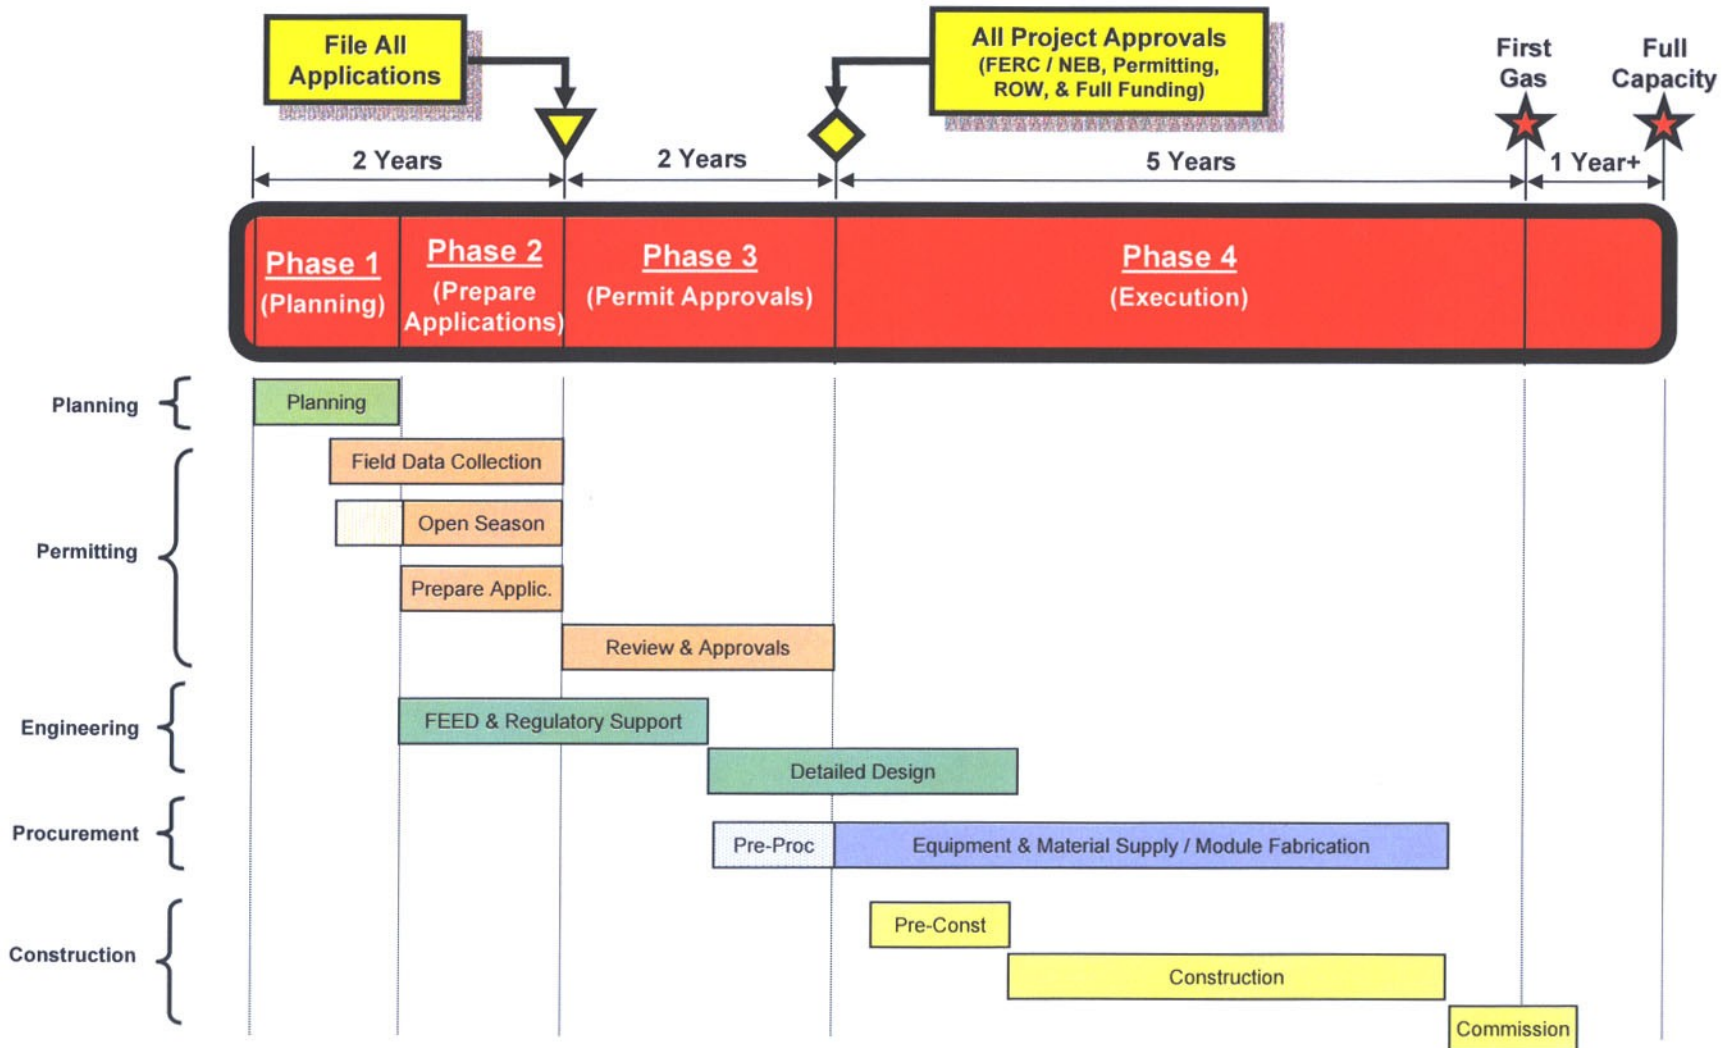 File All
Applications
All Project Approvals
(FERC / NEB, Permitting,
ROW, & Full Funding)
First
Gas
Full
Capacity
2 Years
2 Years
5 Years
1 Year+
Phase 1
(Planning)
Phase 2
(Prepare
Applications)
Phase 3
(Permit Approvals)
Phase 4
(Execution)
Planning
Planning
Field Data Collection
Open Season
Permitting
Prepare Applic.
Review & Approvals
FEED & Regulatory Support
Engineering
Detailed Design
Procurement
Pre-Proc
Equipment & Material Supply / Module Fabrication
Pre-Const
Construction
Construction
Commission